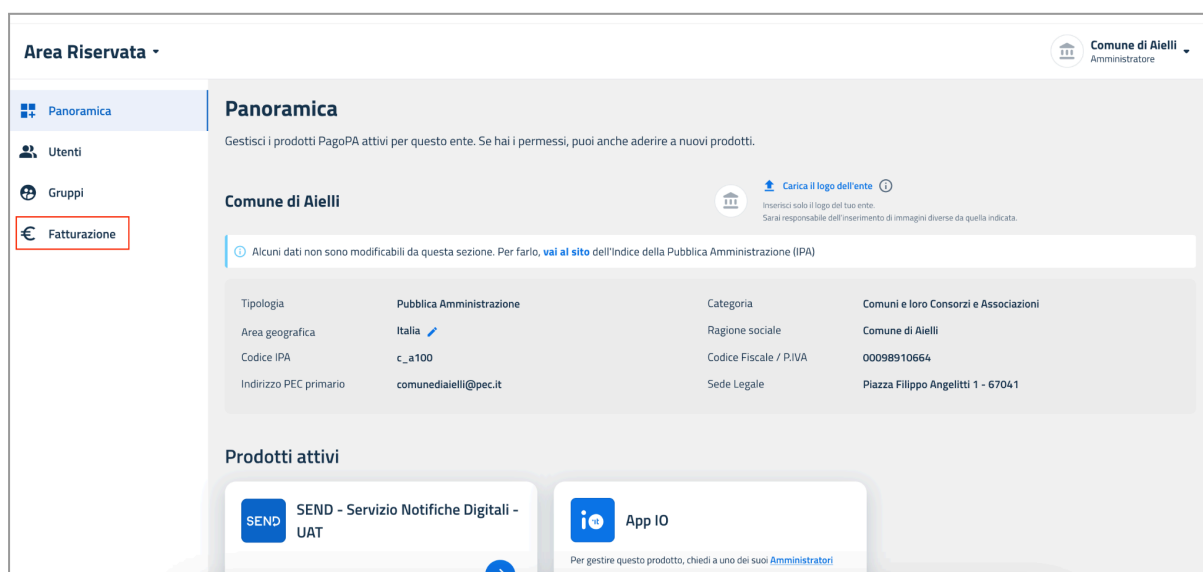 Area Riservata
Comune di Aielli
Amministratore
Panoramica
Utenti
Gruppi
Fatturazione
Panoramica
Gestisci i prodotti PagoPA attivi per questo ente. Se hai i permessi, puoi anche aderire a nuovi prodotti.
Comune di Aielli
Carica il logo dell'ente
Inserisci solo il logo del tuo ente.
Sarai responsabile dell'inserimento di immagini diverse da quella indicata.
Alcuni dati non sono modificabili da questa sezione. Per farlo, vai al sito dell'Indice della Pubblica Amministrazione (IPA)
Tipologia Pubblica Amministrazione
Area geografica Italia
Codice IPA c_a100
Indirizzo PEC primario comunediaielli@pec.it
Categoria Comuni e loro Consorzi e Associazioni
Ragione sociale Comune di Aielli
Codice Fiscale / P.IVA 00098910664
Sede Legale Piazza Filippo Angelitti 1 - 67041
Prodotti attivi
SEND
SEND - Servizio Notifiche Digitali -
UAT
io it
App IO
Per gestire questo prodotto, chiedi a uno dei suoi Amministratori